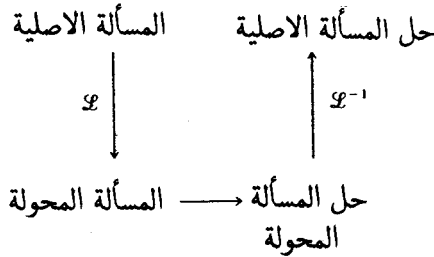 المسألة الاصلية
حل المسألة الاصلية
ℒ
ℒ⁻¹
المسألة المحولة
حل المسألة
المحولة